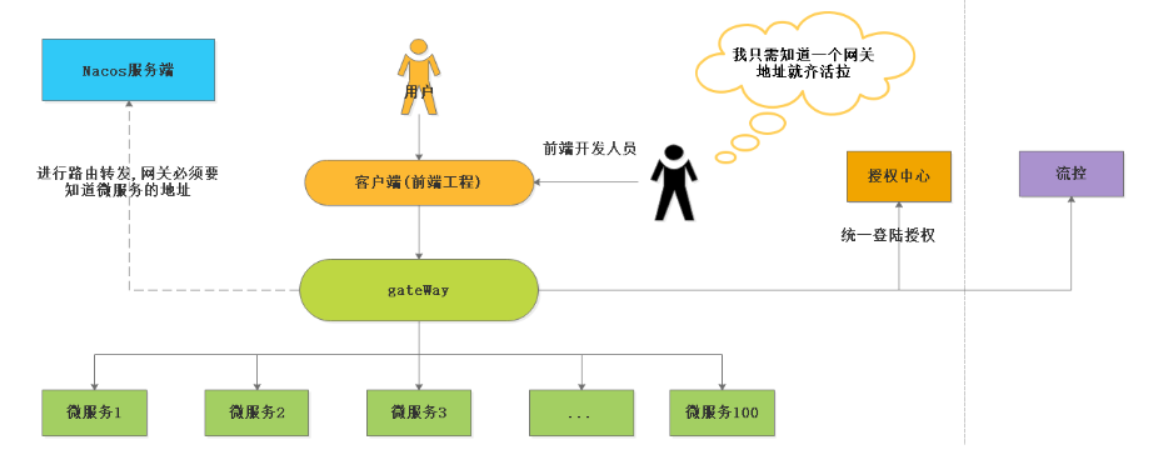 我只需知道一个网关
地址就齐活拉
Nacos服务端
用户
前端开发人员
进行路由转发,网关必须要
知道微服务的地址
客户端(前端工程)
授权中心
流控
统一登陆授权
gateWay
微服务1
微服务2
微服务3
...
微服务100